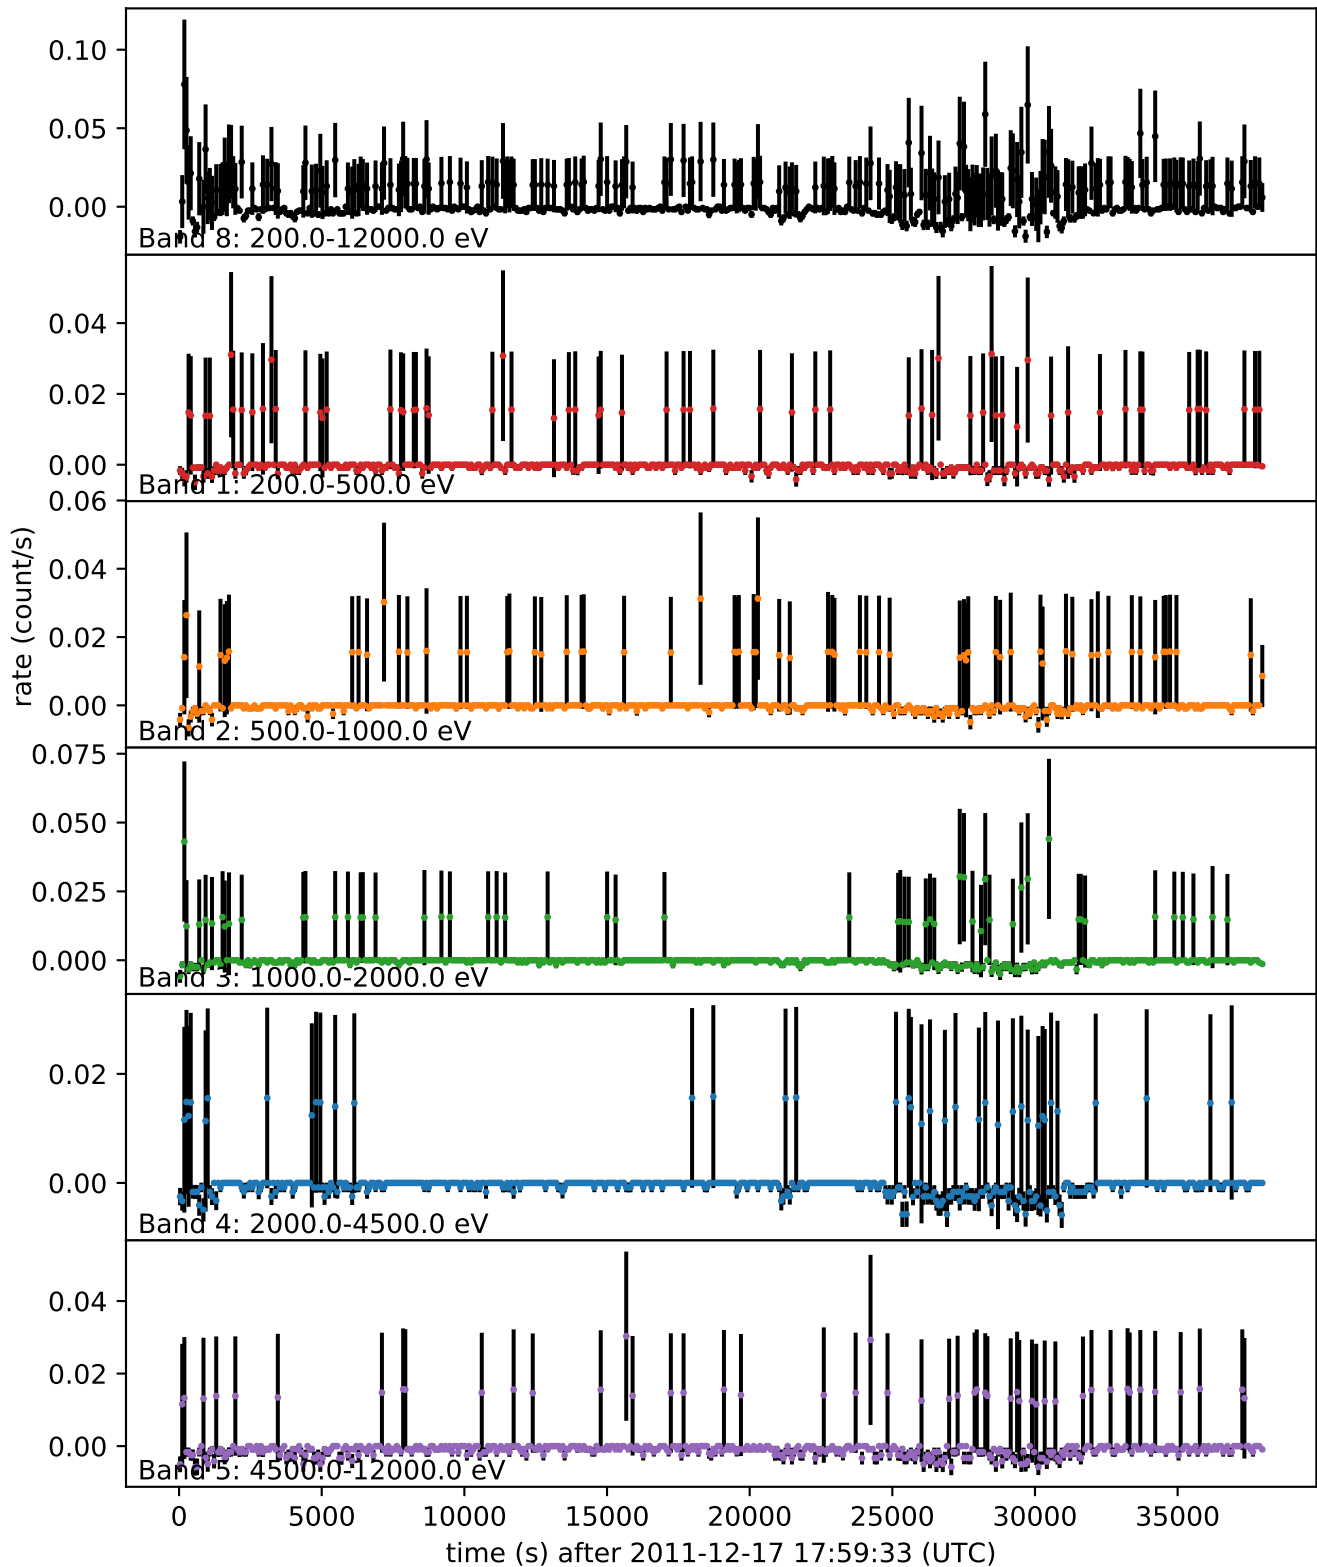 0.10
0.05
0.00
Band 8: 200.0-12000.0 eV
0.04
0.02
0.00
Band 1: 200.0-500.0 eV
0.06
0.04
0.02
0.00
Band 2: 500.0-1000.0 eV
rate (count/s)
0.075
0.050
0.025
0.000
Band 3: 1000.0-2000.0 eV
0.02
0.00
Band 4: 2000.0-4500.0 eV
0.04
0.02
0.00
Band 5: 4500.0-12000.0 eV
0 5000 10000 15000 20000 25000 30000 35000
time (s) after 2011-12-17 17:59:33 (UTC)